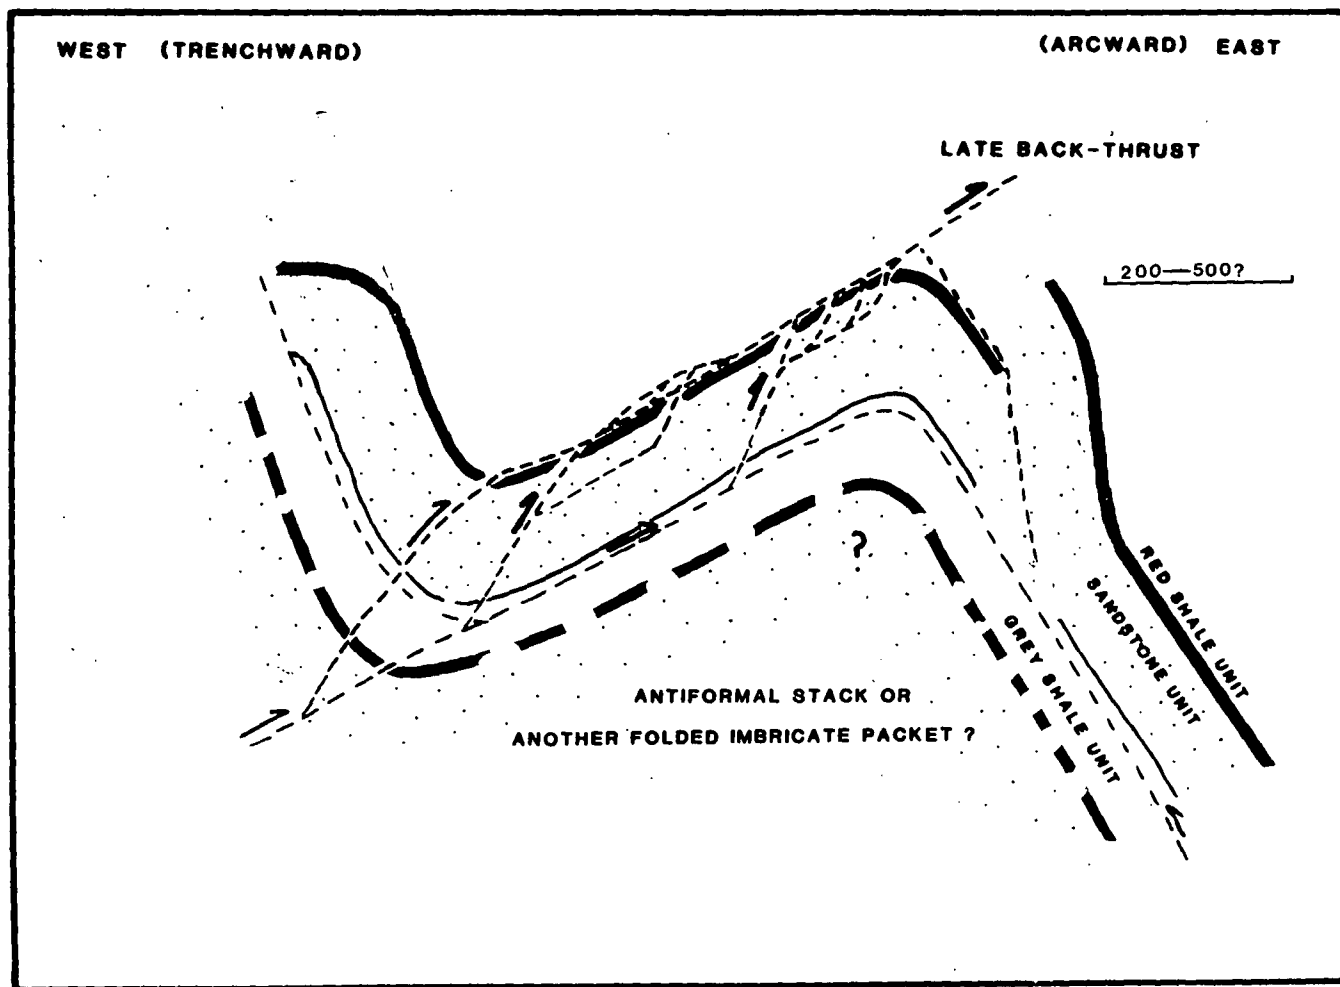 WEST (TRENCHWARD)
(ARCWARD) EAST
LATE BACK-THRUST
200—500?
?
RED SHALE UNIT
SANDSTONE UNIT
GREY SHALE UNIT
ANTIFORMAL STACK OR
ANOTHER FOLDED IMBRICATE PACKET ?